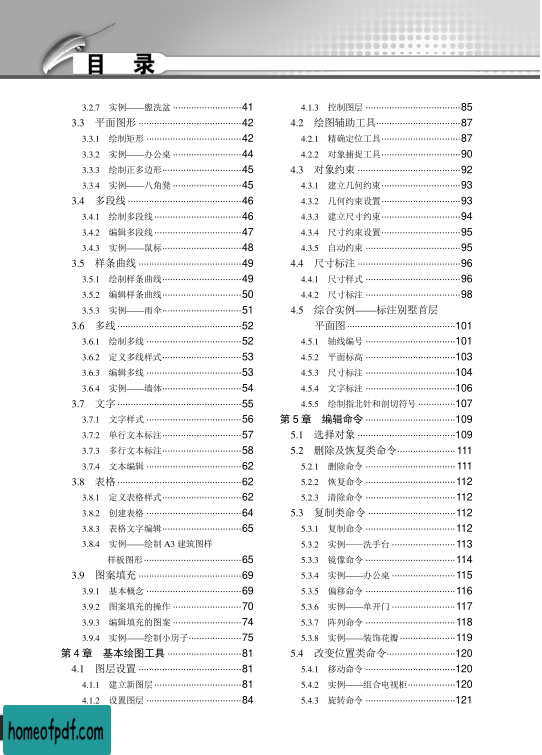 目 录
3.2.7 实例——盥洗盆 ……………………… 41
3.3 平面图形 ……………………… 42
3.3.1 绘制矩形 ……………………… 42
3.3.2 实例——办公桌 ……………………… 44
3.3.3 绘制正多边形 ……………………… 45
3.3.4 实例——八角凳 ……………………… 45
3.4 多段线 ……………………… 46
3.4.1 绘制多段线 ……………………… 46
3.4.2 编辑多段线 ……………………… 47
3.4.3 实例——鼠标 ……………………… 48
3.5 样条曲线 ……………………… 49
3.5.1 绘制样条曲线 ……………………… 49
3.5.2 编辑样条曲线 ……………………… 50
3.5.3 实例——雨伞 ……………………… 51
3.6 多线 ……………………… 52
3.6.1 绘制多线 ……………………… 52
3.6.2 定义多线样式 ……………………… 53
3.6.3 编辑多线 ……………………… 53
3.6.4 实例——墙体 ……………………… 54
3.7 文字 ……………………… 55
3.7.1 文字样式 ……………………… 56
3.7.2 单行文本标注 ……………………… 57
3.7.3 多行文本标注 ……………………… 58
3.7.4 文本编辑 ……………………… 62
3.8 表格 ……………………… 62
3.8.1 定义表格样式 ……………………… 62
3.8.2 创建表格 ……………………… 64
3.8.3 表格文字编辑 ……………………… 65
3.8.4 实例——绘制 A3 建筑图样
样板图形 ……………………… 65
3.9 图案填充 ……………………… 69
3.9.1 基本概念 ……………………… 69
3.9.2 图案填充的操作 ……………………… 70
3.9.3 编辑填充的图案 ……………………… 74
3.9.4 实例——绘制小房子 ……………………… 75
第 4 章 基本绘图工具 ……………………… 81
4.1 图层设置 ……………………… 81
4.1.1 建立新图层 ……………………… 81
4.1.2 设置图层 ……………………… 84
4.1.3 控制图层 ……………………… 85
4.2 绘图辅助工具 ……………………… 87
4.2.1 精确定位工具 ……………………… 87
4.2.2 对象捕捉工具 ……………………… 90
4.3 对象约束 ……………………… 92
4.3.1 建立几何约束 ……………………… 93
4.3.2 几何约束设置 ……………………… 93
4.3.3 建立尺寸约束 ……………………… 94
4.3.4 尺寸约束设置 ……………………… 95
4.3.5 自动约束 ……………………… 95
4.4 尺寸标注 ……………………… 96
4.4.1 尺寸样式 ……………………… 96
4.4.2 尺寸标注 ……………………… 98
4.5 综合实例——标注别墅首层
平面图 ……………………… 101
4.5.1 轴线编号 ……………………… 101
4.5.2 平面标高 ……………………… 103
4.5.3 尺寸标注 ……………………… 104
4.5.4 文字标注 ……………………… 106
4.5.5 绘制指北针和剖切符号 ……………………… 107
第 5 章 编辑命令 ……………………… 109
5.1 选择对象 ……………………… 109
5.2 删除及恢复类命令 ……………………… 111
5.2.1 删除命令 ……………………… 111
5.2.2 恢复命令 ……………………… 112
5.2.3 清除命令 ……………………… 112
5.3 复制类命令 ……………………… 112
5.3.1 复制命令 ……………………… 112
5.3.2 实例——洗手台 ……………………… 113
5.3.3 镜像命令 ……………………… 114
5.3.4 实例——办公桌 ……………………… 115
5.3.5 偏移命令 ……………………… 116
5.3.6 实例——单开门 ……………………… 117
5.3.7 阵列命令 ……………………… 118
5.3.8 实例——装饰花瓣 ……………………… 119
5.4 改变位置类命令 ……………………… 120
5.4.1 移动命令 ……………………… 120
5.4.2 实例——组合电视柜 ……………………… 120
5.4.3 旋转命令 ……………………… 121
homeofpdf.com